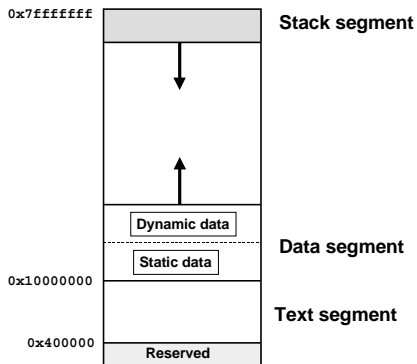 0x7fffffff
Stack segment
Dynamic data
Data segment
Static data
0x10000000
Text segment
0x400000
Reserved